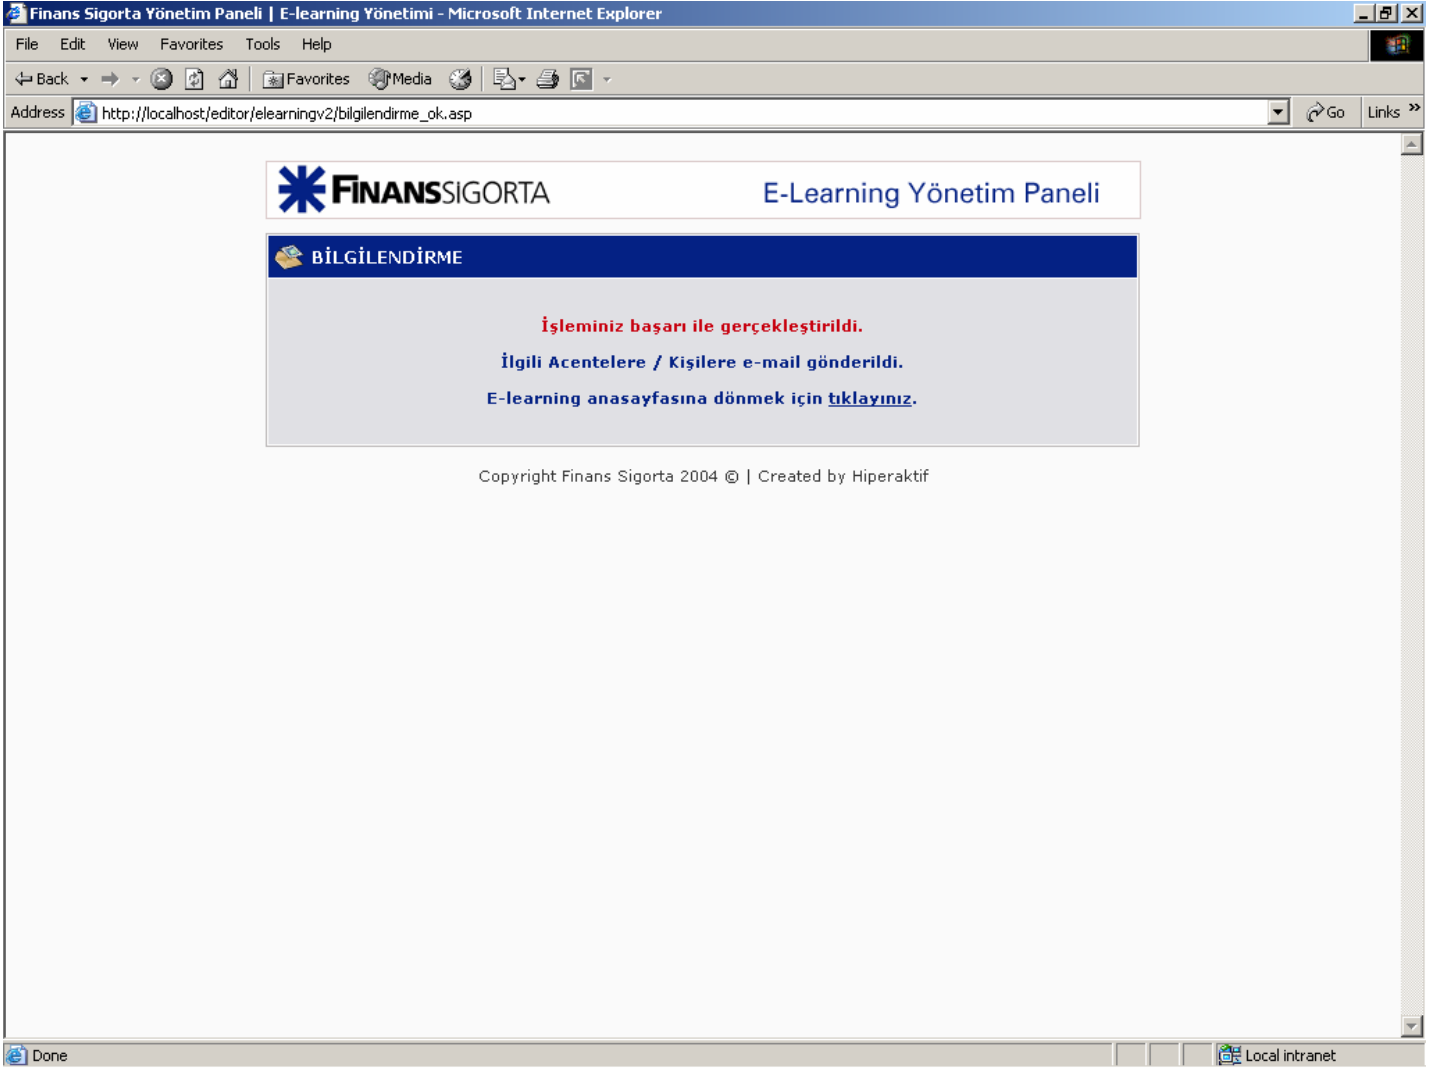 Finans Sigorta Yönetim Paneli | E-learning Yönetimi - Microsoft Internet Explorer
File Edit View Favorites Tools Help
Back Favorites Media
Address http://localhost/editor/elearningv2/bilgilendirme_ok.asp Go Links »
FİNANSSİGORTA E-Learning Yönetim Paneli
BİLGİLENDİRME
İşleminiz başarı ile gerçekleştirildi.
İlgili Acentelere / Kişilere e-mail gönderildi.
E-learning anasayfasına dönmek için tıklayınız.
Copyright Finans Sigorta 2004 © | Created by Hiperaktif
Done Local intranet